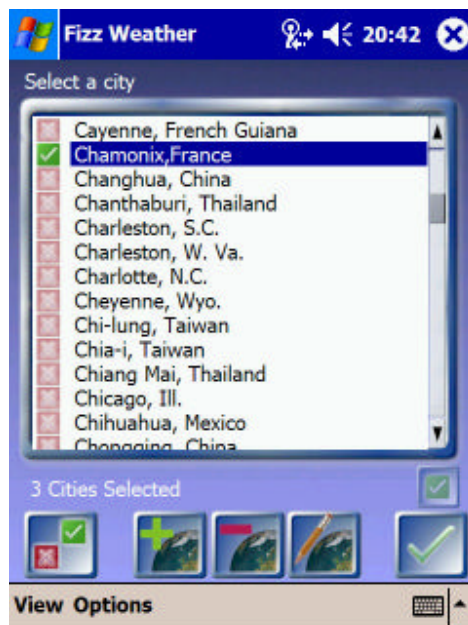 Fizz Weather 20:42
Select a city
Cayenne, French Guiana
Chamonix,France
Changhua, China
Chanthaburi, Thailand
Charleston, S.C.
Charleston, W. Va.
Charlotte, N.C.
Cheyenne, Wyo.
Chi-lung, Taiwan
Chia-i, Taiwan
Chiang Mai, Thailand
Chicago, Ill.
Chihuahua, Mexico
Chongqing, China
3 Cities Selected
View Options